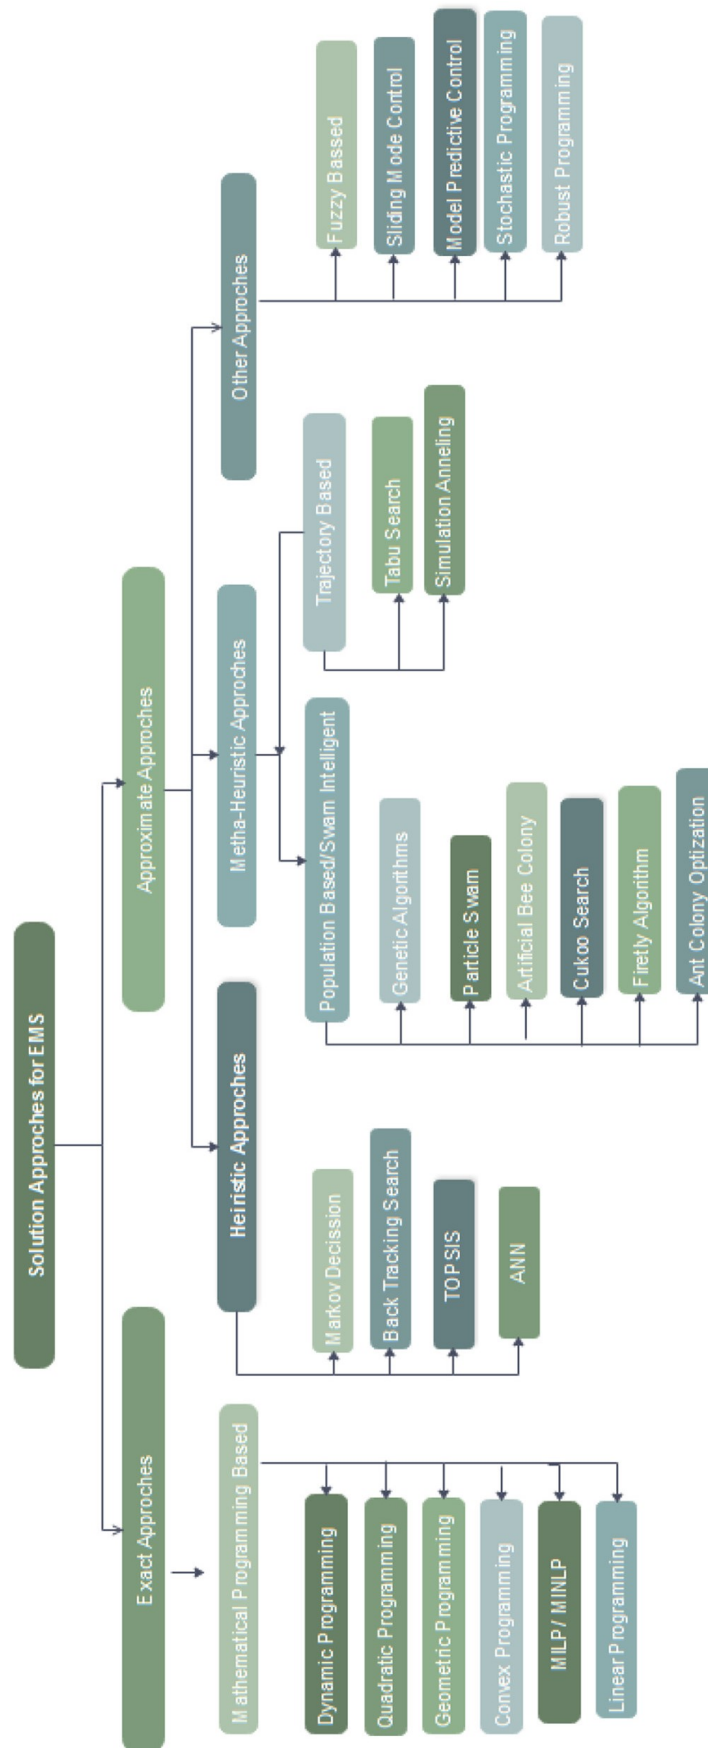 Solution Approches for EMS
Exact Approches
Approximate Approches
Mathematical Programming Based
Heiristic Approches
Metha-Heuristic Approches
Other Approches
Dynamic Programming
Quadratic Programming
Geometric Programming
Convex Programming
MILP/ MINLP
Linear Programming
Markov Decission
Back Tracking Search
TOPSIS
ANN
Population Based/Swam Intelligent
Genetic Algorithms
Particle Swam
Artificial Bee Colony
Cukoo Search
Firetly Algorithm
Ant Colony Optization
Trajectory Based
Tabu Search
Simulation Anneling
Fuzzy Bassed
Sliding Mode Control
Model Predictive Control
Stochastic Programming
Robust Programming